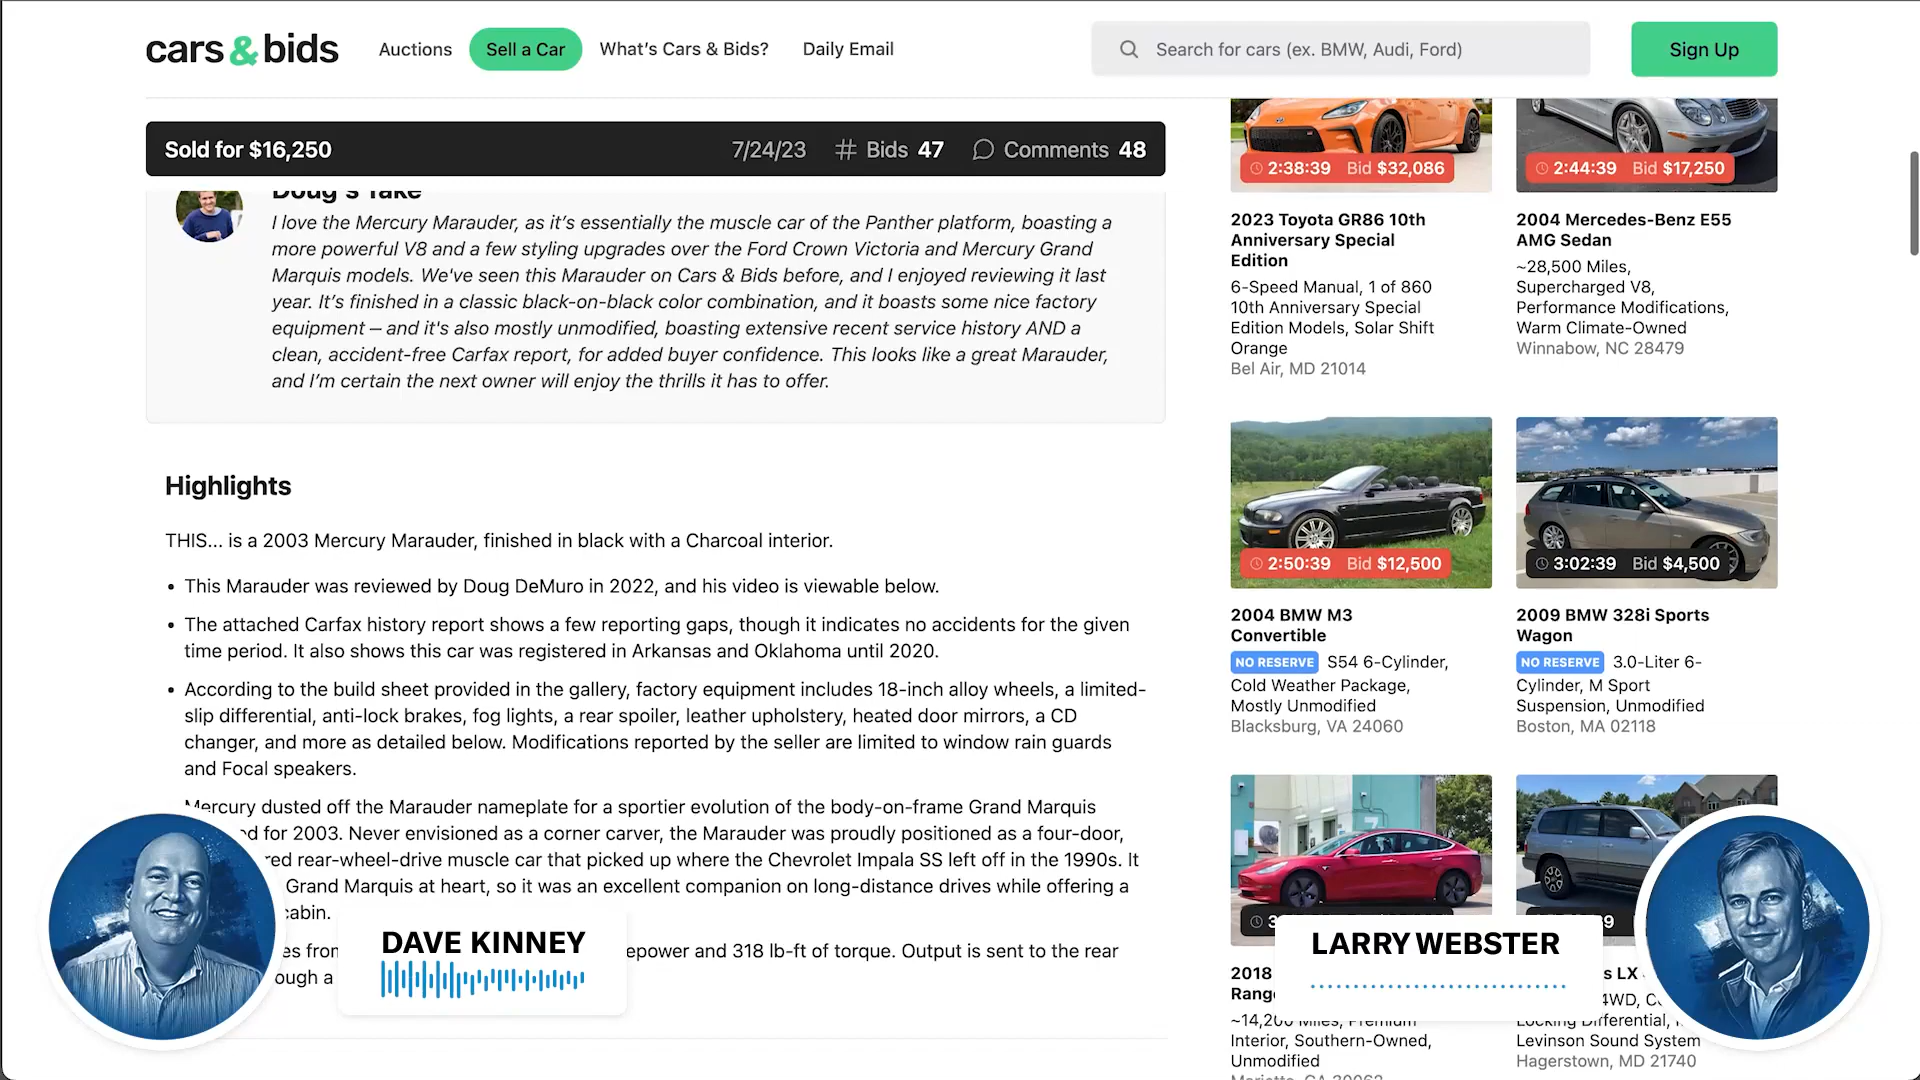 cars & bids
Auctions
Sell a Car
What's Cars & Bids?
Daily Email
Search for cars (ex. BMW, Audi, Ford)
Sign Up
Sold for $16,250
7/24/23
# Bids 47
Comments 48
Doug's Take
I love the Mercury Marauder, as it's essentially the muscle car of the Panther platform, boasting a
more powerful V8 and a few styling upgrades over the Ford Crown Victoria and Mercury Grand
Marquis models. We've seen this Marauder on Cars & Bids before, and I enjoyed reviewing it last
year. It's finished in a classic black-on-black color combination, and it boasts some nice factory
equipment – and it's also mostly unmodified, boasting extensive recent service history AND a
clean, accident-free Carfax report, for added buyer confidence. This looks like a great Marauder,
and I'm certain the next owner will enjoy the thrills it has to offer.
Highlights
THIS... is a 2003 Mercury Marauder, finished in black with a Charcoal interior.
• This Marauder was reviewed by Doug DeMuro in 2022, and his video is viewable below.
• The attached Carfax history report shows a few reporting gaps, though it indicates no accidents for the given
time period. It also shows this car was registered in Arkansas and Oklahoma until 2020.
• According to the build sheet provided in the gallery, factory equipment includes 18-inch alloy wheels, a limited-
slip differential, anti-lock brakes, fog lights, a rear spoiler, leather upholstery, heated door mirrors, a CD
changer, and more as detailed below. Modifications reported by the seller are limited to window rain guards
and Focal speakers.
Mercury dusted off the Marauder nameplate for a sportier evolution of the body-on-frame Grand Marquis
ed for 2003. Never envisioned as a corner carver, the Marauder was proudly positioned as a four-door,
red rear-wheel-drive muscle car that picked up where the Chevrolet Impala SS left off in the 1990s. It
Grand Marquis at heart, so it was an excellent companion on long-distance drives while offering a
cabin.
es from
epower and 318 lb-ft of torque. Output is sent to the rear
ough a
DAVE KINNEY
2:38:39 Bid $32,086
2023 Toyota GR86 10th
Anniversary Special
Edition
6-Speed Manual, 1 of 860
10th Anniversary Special
Edition Models, Solar Shift
Orange
Bel Air, MD 21014
2:44:39 Bid $17,250
2004 Mercedes-Benz E55
AMG Sedan
~28,500 Miles,
Supercharged V8,
Performance Modifications,
Warm Climate-Owned
Winnabow, NC 28479
2:50:39 Bid $12,500
2004 BMW M3
Convertible
NO RESERVE S54 6-Cylinder,
Cold Weather Package,
Mostly Unmodified
Blacksburg, VA 24060
3:02:39 Bid $4,500
2009 BMW 328i Sports
Wagon
NO RESERVE 3.0-Liter 6-
Cylinder, M Sport
Suspension, Unmodified
Boston, MA 02118
3
2018
Rang
~14,200 Miles, Premium
Interior, Southern-Owned,
Unmodified
Marietta, GA 30062
9
s LX
4WD, C
Locking Differential,
Levinson Sound System
Hagerstown, MD 21740
LARRY WEBSTER